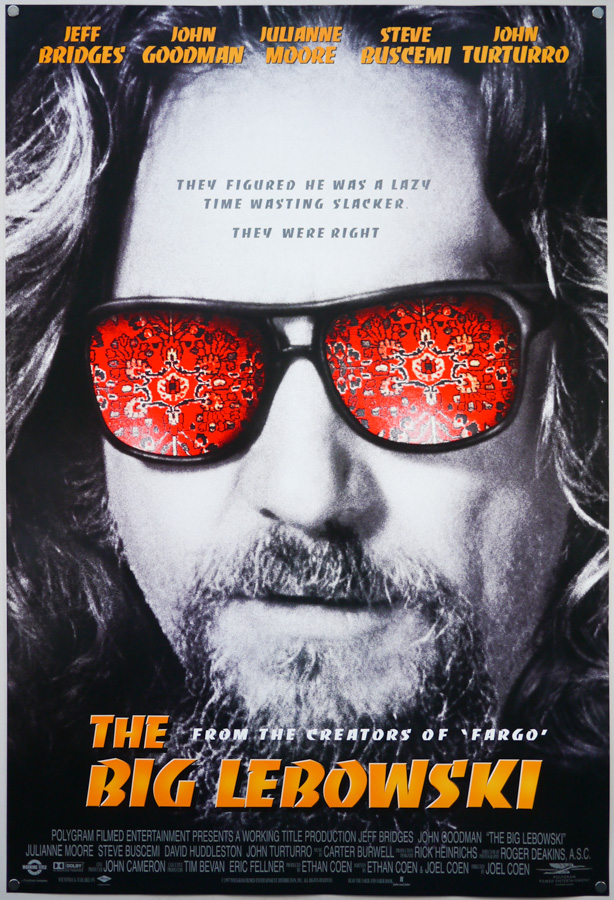 JEFF JOHN JULIANNE STEVE JOHN
BRIDGES GOODMAN MOORE BUSCEMI TURTURRO
THEY FIGURED HE WAS A LAZY
TIME WASTING SLACKER.
THEY WERE RIGHT
THE FROM THE CREATORS OF ‘FARGO’
BIG LEBOWSKI
POLYGRAM FILMED ENTERTAINMENT PRESENTS A WORKING TITLE PRODUCTION JEFF BRIDGES JOHN GOODMAN "THE BIG LEBOWSKI"
JULIANNE MOORE STEVE BUSCEMI DAVID HUDDLESTON JOHN TURTURRO CARTER BURWELL RICK HEINRICHS ROGER DEAKINS, A.S.C.
JOHN CAMERON TIM BEVAN ERIC FELLNER ETHAN COEN ETHAN COEN & JOEL COEN JOEL COEN